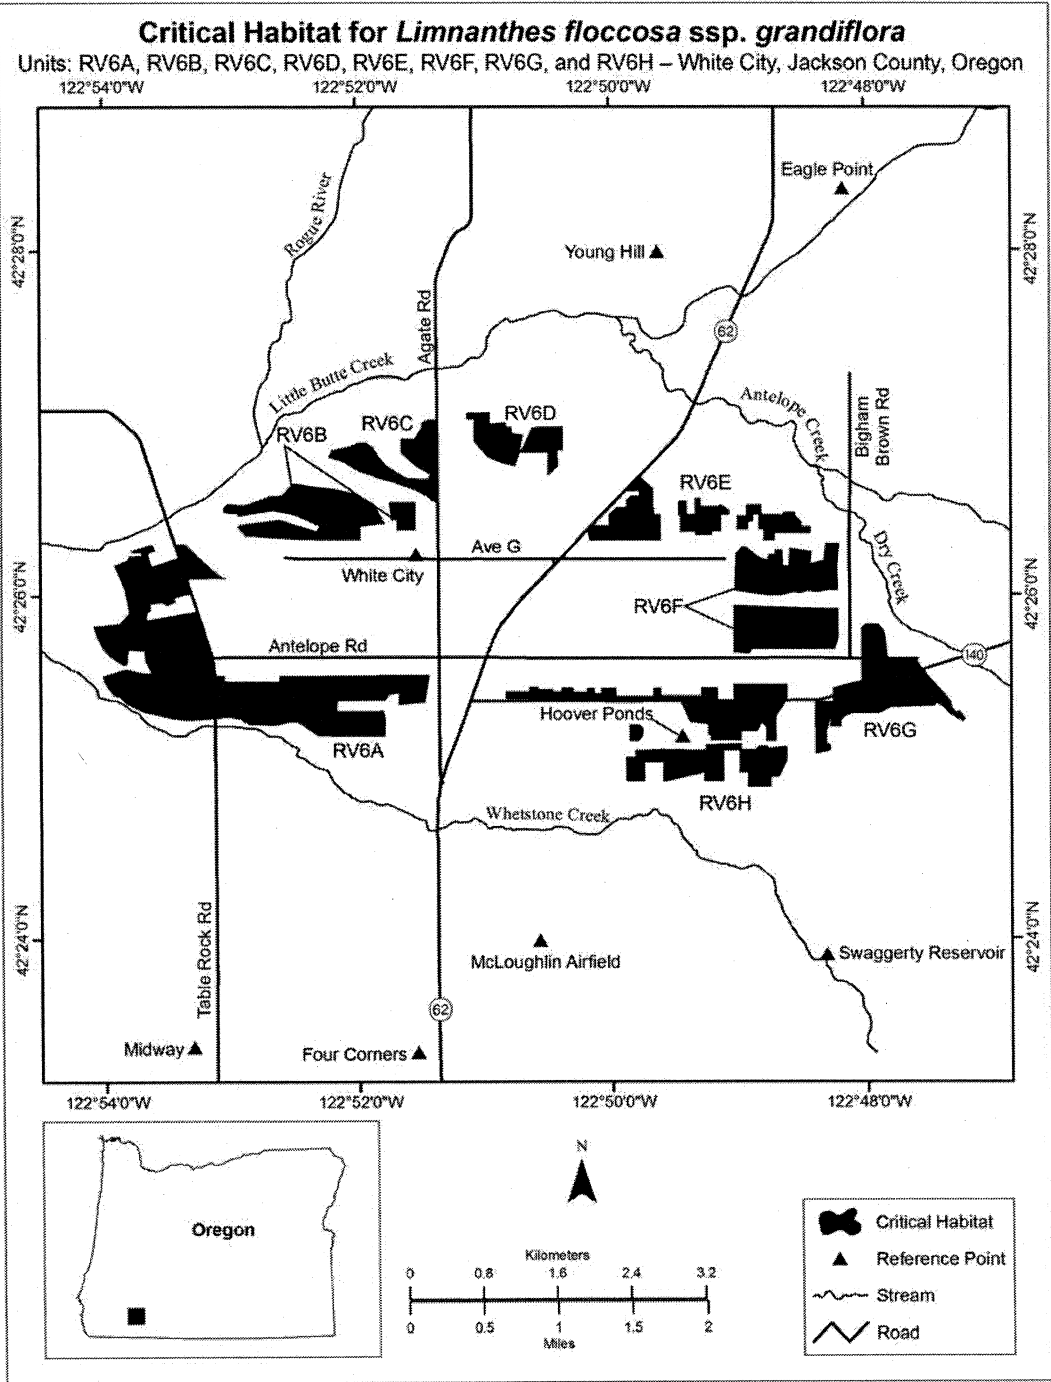 Critical Habitat for Limnanthes floccosa ssp. grandiflora
Units: RV6A, RV6B, RV6C, RV6D, RV6E, RV6F, RV6G, and RV6H – White City, Jackson County, Oregon
122°54'0"W 122°52'0"W 122°50'0"W 122°48'0"W
Eagle Point
Rogue River
42°28'0"N
Young Hill
42°28'0"N
Agate Rd
62
Little Butte Creek
Antelope Creek
Bigham
Brown Rd
RV6B
RV6C
RV6D
RV6E
Ave G
White City
Dry Creek
42°26'0"N
42°26'0"N
RV6F
Antelope Rd
140
Hoover Ponds
RV6A
RV6G
RV6H
Whetstone Creek
42°24'0"N
42°24'0"N
Table Rock Rd
McLoughlin Airfield
Swaggerty Reservoir
62
Midway
Four Corners
122°54'0"W 122°52'0"W 122°50'0"W 122°48'0"W
Oregon
N
Kilometers
0 0.8 1.6 2.4 3.2
0 0.5 1 1.5 2
Miles
Critical Habitat
Reference Point
Stream
Road